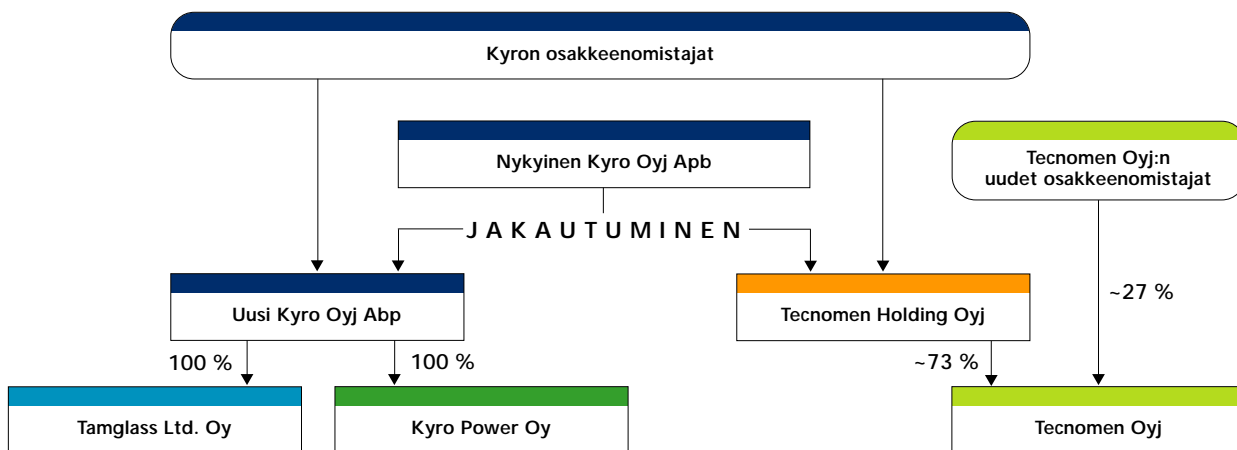 Kyron osakkeenomistajat
Nykyinen Kyro Oyj Apb
Tecnomen Oyj:n
uudet osakkeenomistajat
JAKAUTUMINEN
~27 %
Uusi Kyro Oyj Abp
Tecnomen Holding Oyj
100 %
100 %
~73 %
Tamglass Ltd. Oy
Kyro Power Oy
Tecnomen Oyj